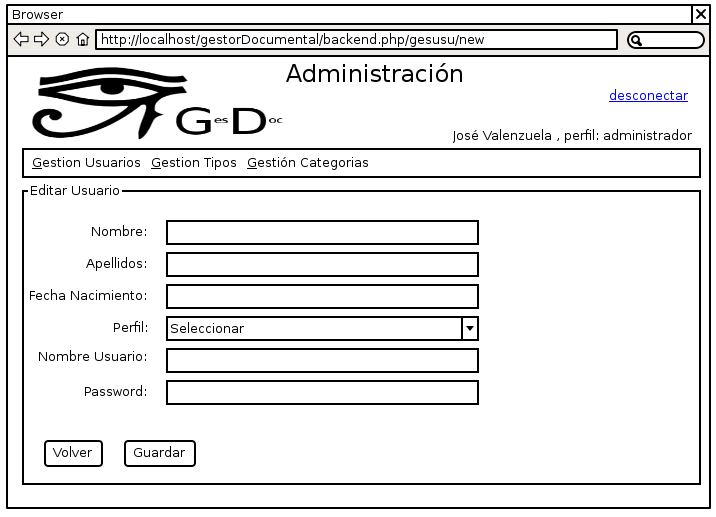 Browser
http://localhost/gestorDocumental/backend.php/gesusu/new
Administración
desconectar
GesDoc
José Valenzuela , perfil: administrador
Gestion Usuarios Gestion Tipos Gestión Categorias
Editar Usuario
Nombre:
Apellidos:
Fecha Nacimiento:
Perfil: Seleccionar
Nombre Usuario:
Password:
Volver Guardar